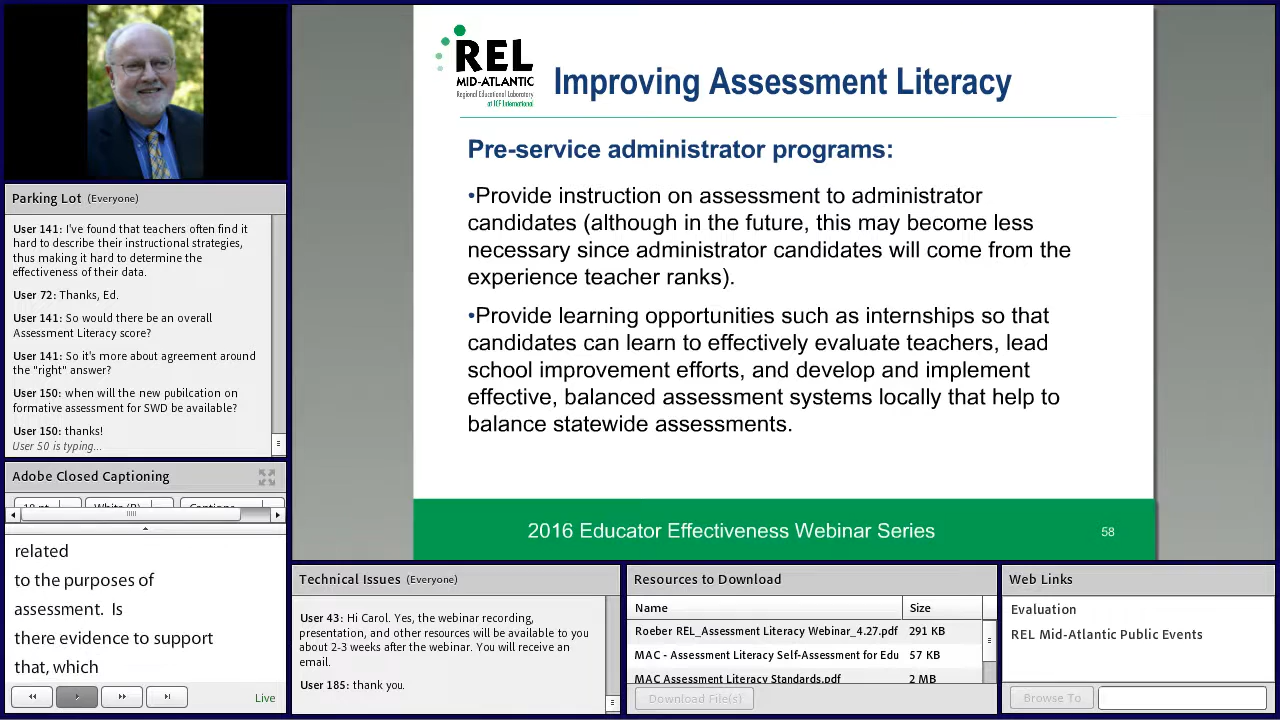 REL
MID-ATLANTIC
Regional Educational Laboratory
at ICF International
Improving Assessment Literacy
Pre-service administrator programs:
•Provide instruction on assessment to administrator
candidates (although in the future, this may become less
necessary since administrator candidates will come from the
experience teacher ranks).
•Provide learning opportunities such as internships so that
candidates can learn to effectively evaluate teachers, lead
school improvement efforts, and develop and implement
effective, balanced assessment systems locally that help to
balance statewide assessments.
2016 Educator Effectiveness Webinar Series
58
Parking Lot (Everyone)
User 141: I've found that teachers often find it
hard to describe their instructional strategies,
thus making it hard to determine the
effectiveness of their data.
User 72: Thanks, Ed.
User 141: So would there be an overall
Assessment Literacy score?
User 141: So it's more about agreement around
the "right" answer?
User 150: when will the new pubilcation on
formative assessment for SWD be available?
User 150: thanks!
User 50 is typing...
Adobe Closed Captioning
related
to the purposes of
assessment. Is
there evidence to support
that, which
Live
Technical Issues (Everyone)
User 43: Hi Carol. Yes, the webinar recording,
presentation, and other resources will be available to you
about 2-3 weeks after the webinar. You will receive an
email.
User 185: thank you.
Resources to Download
Name Size
Roeber REL_Assessment Literacy Webinar_4.27.pdf 291 KB
MAC - Assessment Literacy Self-Assessment for Edu 57 KB
MAC Assessment Literacy Standards.pdf 2 MB
Download File(s)
Web Links
Evaluation
REL Mid-Atlantic Public Events
Browse To